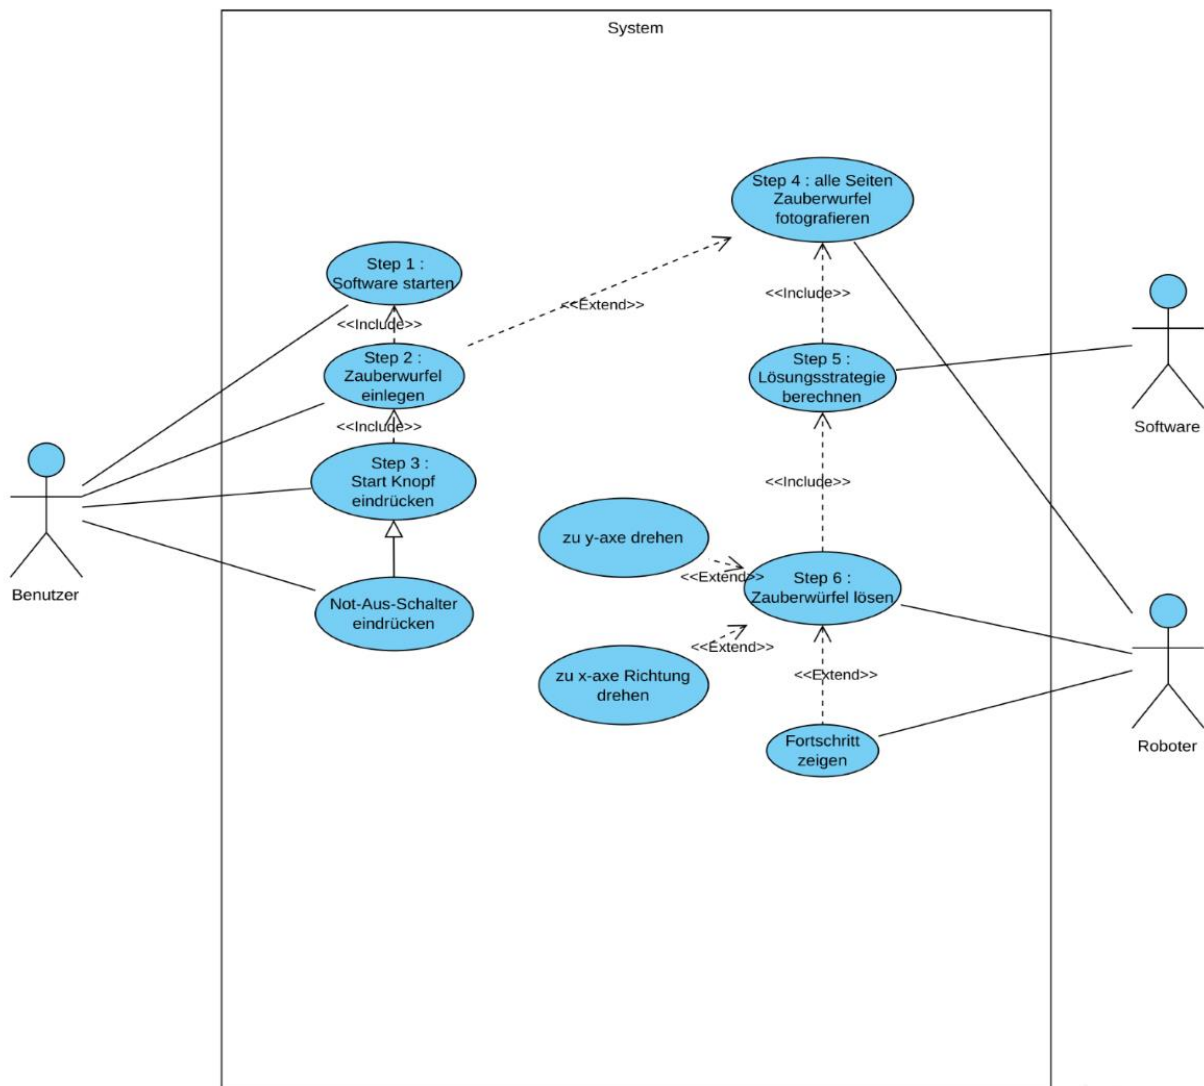 System
Step 4 : alle Seiten
Zauberwurfel
fotografieren
Step 1 :
Software starten
<<Extend>>
<<Include>>
<<Include>>
Step 2 :
Zauberwurfel
einlegen
Step 5 :
Lösungsstrategie
berechnen
Software
<<Include>>
Step 3 :
Start Knopf
eindrücken
<<Include>>
zu y-axe drehen
<<Extend>>
Step 6 :
Zauberwürfel lösen
Benutzer
Not-Aus-Schalter
eindrücken
<<Extend>>
zu x-axe Richtung
drehen
<<Extend>>
Fortschritt
zeigen
Roboter